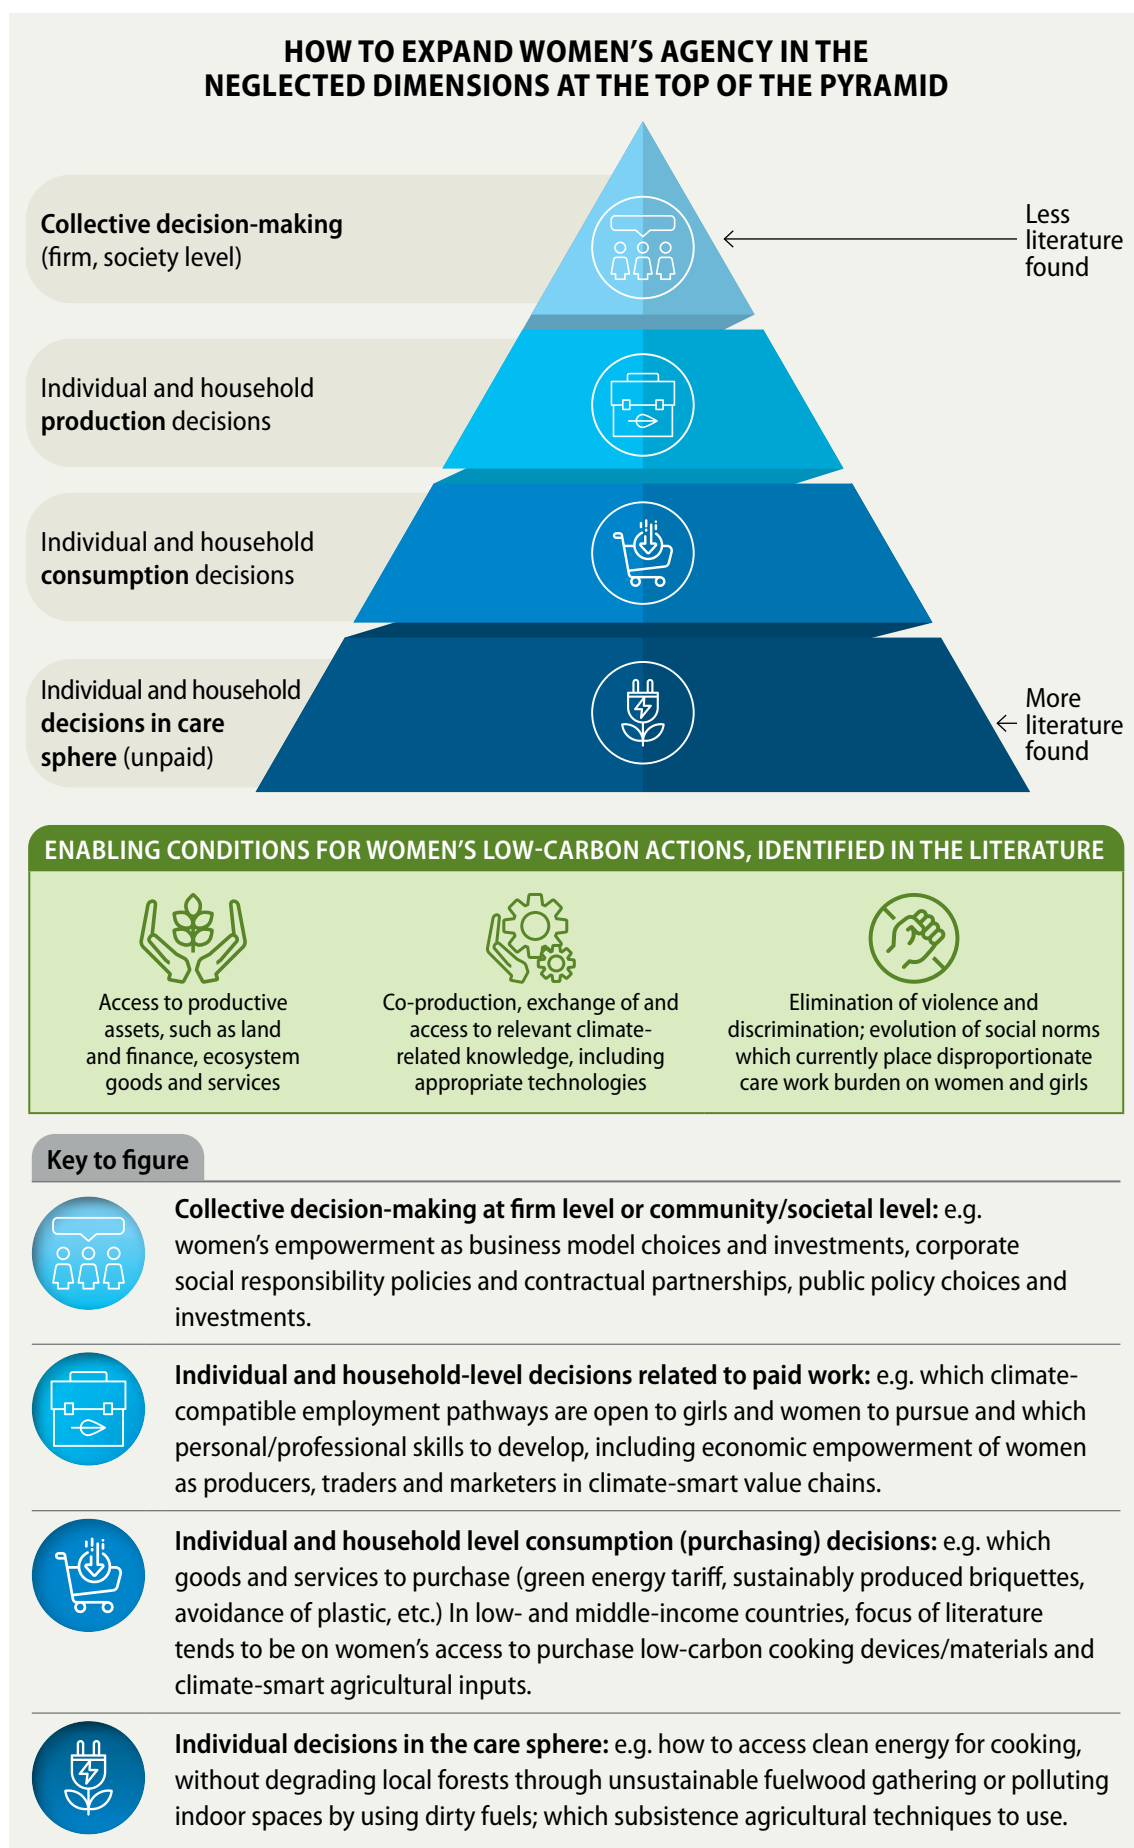 HOW TO EXPAND WOMEN'S AGENCY IN THE
NEGLECTED DIMENSIONS AT THE TOP OF THE PYRAMID
Collective decision-making
(firm, society level)
Less
literature
found
Individual and household
production decisions
Individual and household
consumption decisions
Individual and household
decisions in care
sphere (unpaid)
More
literature
found
ENABLING CONDITIONS FOR WOMEN'S LOW-CARBON ACTIONS, IDENTIFIED IN THE LITERATURE
Access to productive
assets, such as land
and finance, ecosystem
goods and services
Co-production, exchange of and
access to relevant climate-
related knowledge, including
appropriate technologies
Elimination of violence and
discrimination; evolution of social norms
which currently place disproportionate
care work burden on women and girls
Key to figure
Collective decision-making at firm level or community/societal level: e.g.
women's empowerment as business model choices and investments, corporate
social responsibility policies and contractual partnerships, public policy choices and
investments.
Individual and household-level decisions related to paid work: e.g. which climate-
compatible employment pathways are open to girls and women to pursue and which
personal/professional skills to develop, including economic empowerment of women
as producers, traders and marketers in climate-smart value chains.
Individual and household level consumption (purchasing) decisions: e.g. which
goods and services to purchase (green energy tariff, sustainably produced briquettes,
avoidance of plastic, etc.) In low- and middle-income countries, focus of literature
tends to be on women's access to purchase low-carbon cooking devices/materials and
climate-smart agricultural inputs.
Individual decisions in the care sphere: e.g. how to access clean energy for cooking,
without degrading local forests through unsustainable fuelwood gathering or polluting
indoor spaces by using dirty fuels; which subsistence agricultural techniques to use.